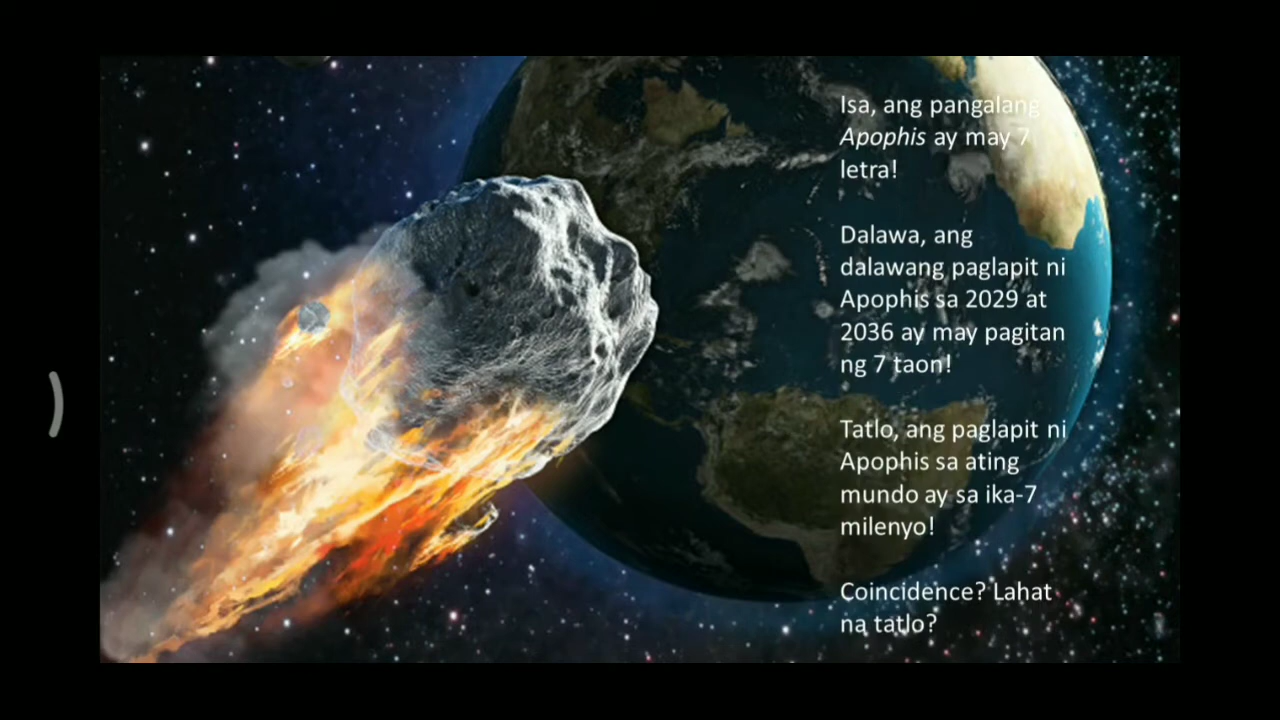 Isa, ang pangalang
Apophis ay may 7
letra!
Dalawa, ang
dalawang paglapit ni
Apophis sa 2029 at
2036 ay may pagitan
ng 7 taon!
Tatlo, ang paglapit ni
Apophis sa ating
mundo ay sa ika-7
milenyo!
Coincidence? Lahat
na tatlo?